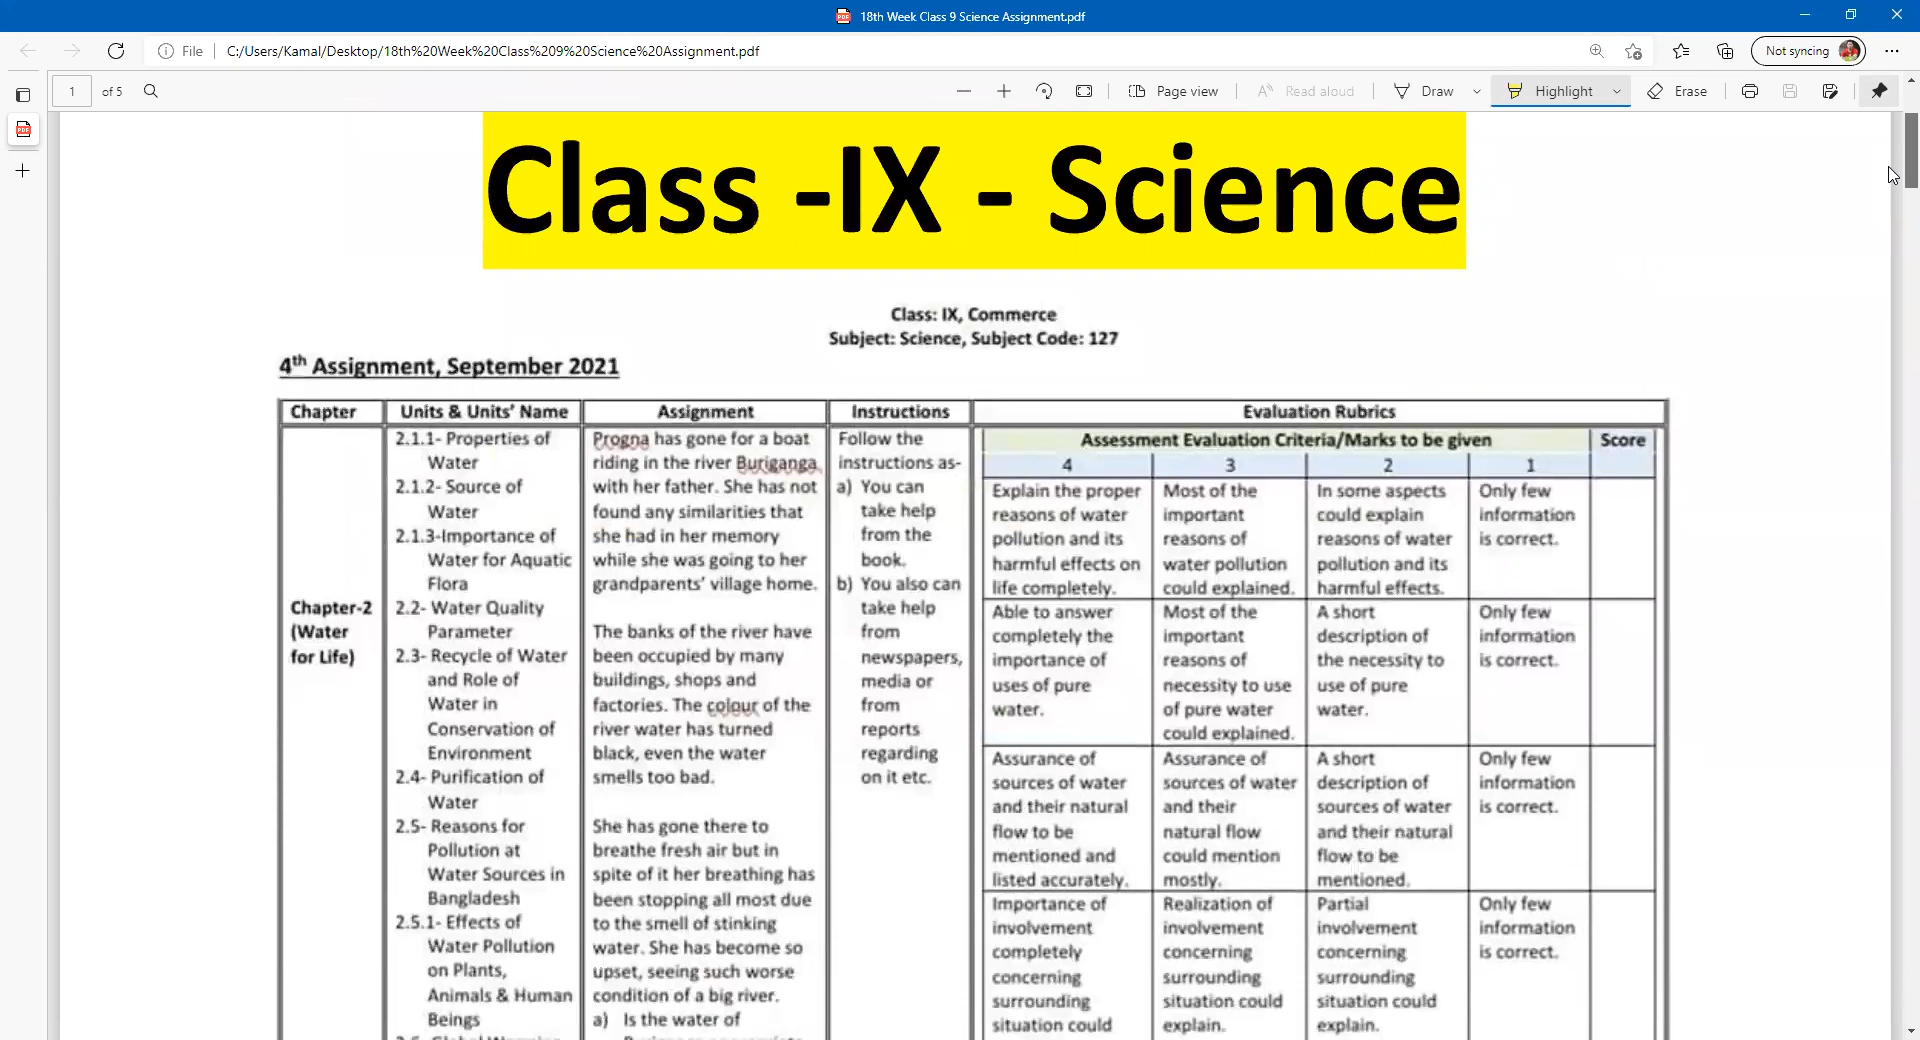 18th Week Class 9 Science Assignment.pdf
File C:/Users/Kamal/Desktop/18th%20Week%20Class%209%20Science%20Assignment.pdf Not syncing
1 of 5 Page view Read aloud Draw Highlight Erase
Class -IX - Science
Class: IX, Commerce
Subject: Science, Subject Code: 127
4th Assignment, September 2021
Chapter Units & Units' Name Assignment Instructions Evaluation Rubrics
Chapter-2
(Water
for Life)
2.1.1- Properties of
Water
2.1.2- Source of
Water
2.1.3-Importance of
Water for Aquatic
Flora
2.2- Water Quality
Parameter
2.3- Recycle of Water
and Role of
Water in
Conservation of
Environment
2.4- Purification of
Water
2.5- Reasons for
Pollution at
Water Sources in
Bangladesh
2.5.1- Effects of
Water Pollution
on Plants,
Animals & Human
Beings
Progna has gone for a boat
riding in the river Buriganga
with her father. She has not
found any similarities that
she had in her memory
while she was going to her
grandparents' village home.
The banks of the river have
been occupied by many
buildings, shops and
factories. The colour of the
river water has turned
black, even the water
smells too bad.
She has gone there to
breathe fresh air but in
spite of it her breathing has
been stopping all most due
to the smell of stinking
water. She has become so
upset, seeing such worse
condition of a big river.
a) Is the water of
Follow the
instructions as-
a) You can
take help
from the
book.
b) You also can
take help
from
newspapers,
media or
from
reports
regarding
on it etc.
Assessment Evaluation Criteria/Marks to be given Score
4 3 2 1
Explain the proper
reasons of water
pollution and its
harmful effects on
life completely.
Most of the
important
reasons of
water pollution
could explained.
In some aspects
could explain
reasons of water
pollution and its
harmful effects.
Only few
information
is correct.
Able to answer
completely the
importance of
uses of pure
water.
Most of the
important
reasons of
necessity to use
of pure water
could explained.
A short
description of
the necessity to
use of pure
water.
Only few
information
is correct.
Assurance of
sources of water
and their natural
flow to be
mentioned and
listed accurately.
Assurance of
sources of water
and their
natural flow
could mention
mostly.
A short
description of
sources of water
and their natural
flow to be
mentioned.
Only few
information
is correct.
Importance of
involvement
completely
concerning
surrounding
situation could
Realization of
involvement
concerning
surrounding
situation could
explain.
Partial
involvement
concerning
surrounding
situation could
explain.
Only few
information
is correct.